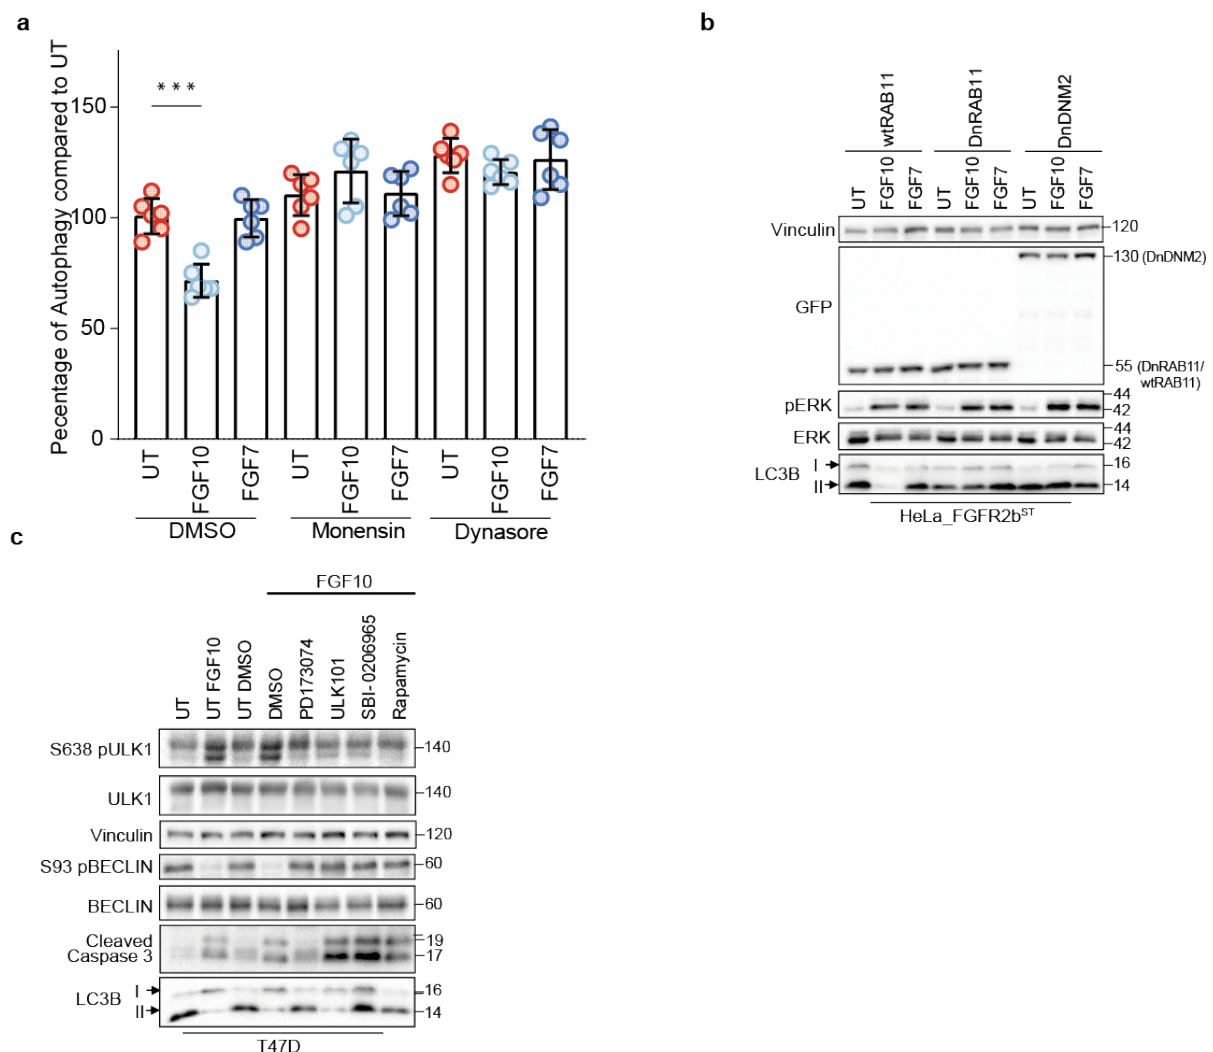 a
Pecentage of Autophagy compared to UT
150
100
50
0
***
UT
FGF10
FGF7
UT
FGF10
FGF7
UT
FGF10
FGF7
DMSO
Monensin
Dynasore
b
wtRAB11
DnRAB11
DnDNM2
UT
FGF10
FGF7
UT
FGF10
FGF7
UT
FGF10
FGF7
Vinculin
120
GFP
130 (DnDNM2)
55 (DnRAB11/
wtRAB11)
pERK
44
42
ERK
44
42
LC3B
I
II
16
14
HeLa_FGFR2bST
c
FGF10
UT
UT FGF10
UT DMSO
DMSO
PD173074
ULK101
SBI-0206965
Rapamycin
S638 pULK1
140
ULK1
140
Vinculin
120
S93 pBECLIN
60
BECLIN
60
Cleaved
Caspase 3
19
17
LC3B
I
II
16
14
T47D